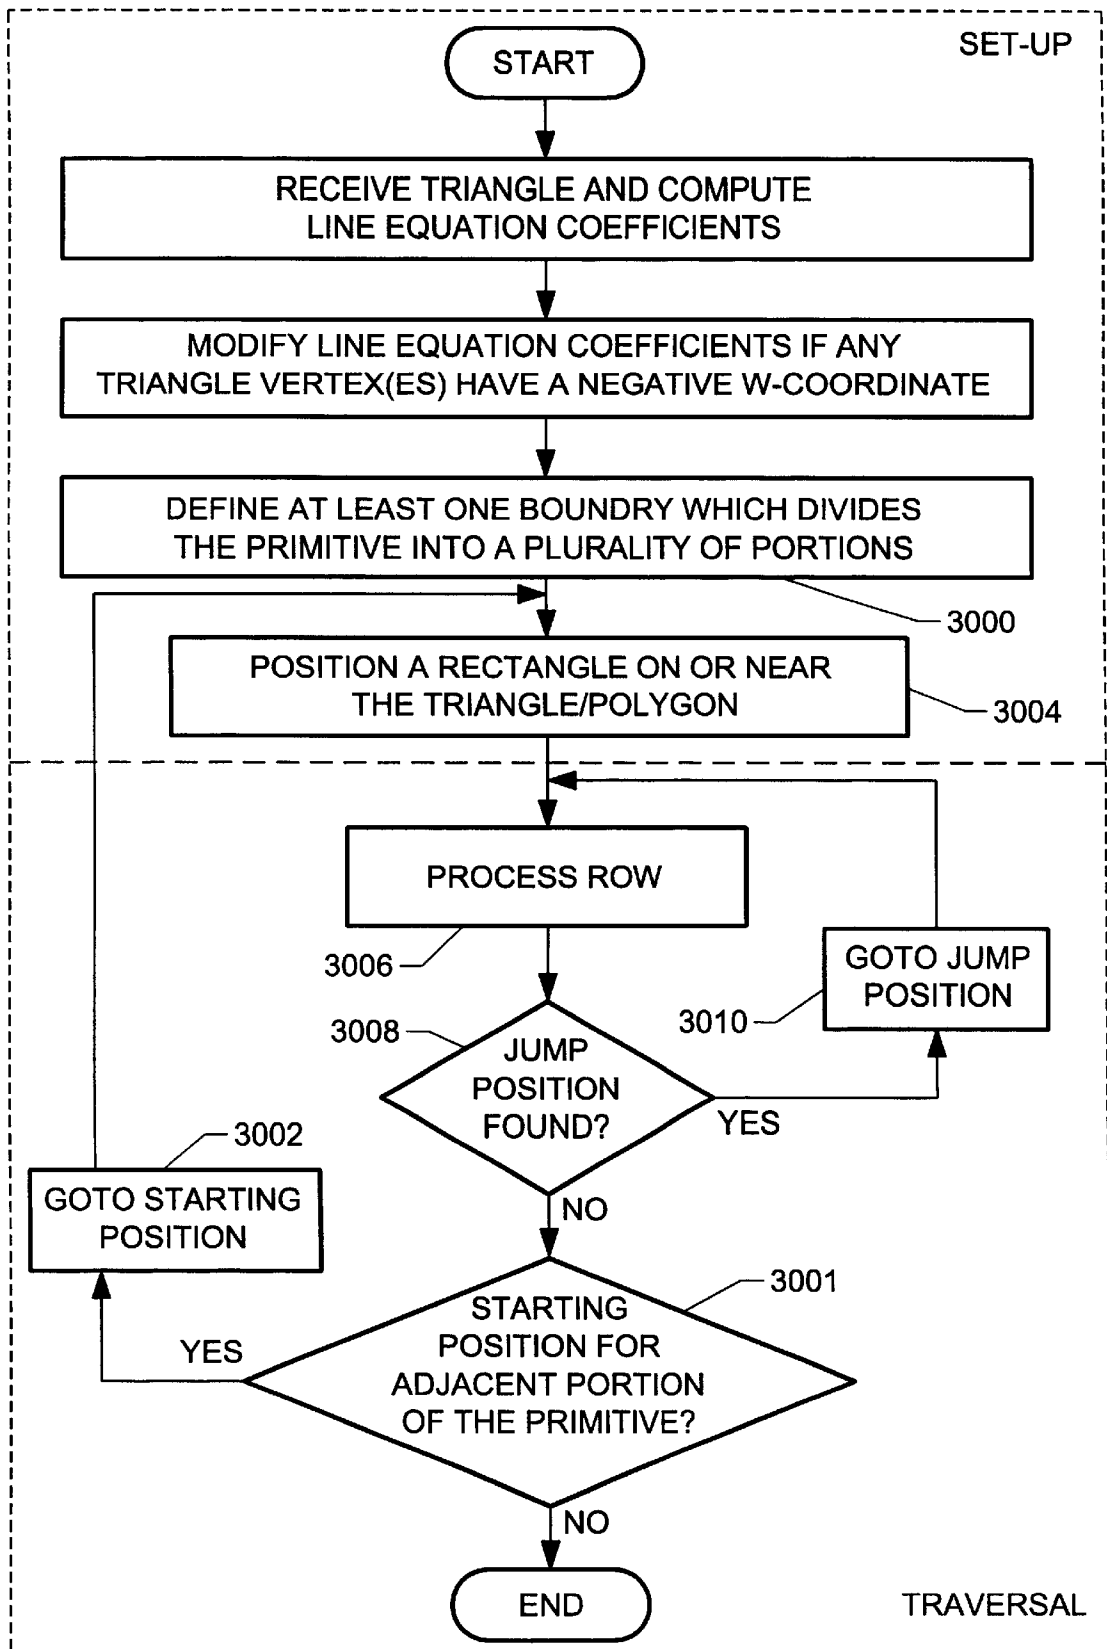 SET-UP
START
RECEIVE TRIANGLE AND COMPUTE
LINE EQUATION COEFFICIENTS
MODIFY LINE EQUATION COEFFICIENTS IF ANY
TRIANGLE VERTEX(ES) HAVE A NEGATIVE W-COORDINATE
DEFINE AT LEAST ONE BOUNDRY WHICH DIVIDES
THE PRIMITIVE INTO A PLURALITY OF PORTIONS
3000
POSITION A RECTANGLE ON OR NEAR
THE TRIANGLE/POLYGON
3004
PROCESS ROW
3006
GOTO JUMP
POSITION
3010
3008
JUMP
POSITION
FOUND?
YES
NO
3002
GOTO STARTING
POSITION
3001
STARTING
POSITION FOR
ADJACENT PORTION
OF THE PRIMITIVE?
YES
NO
END
TRAVERSAL